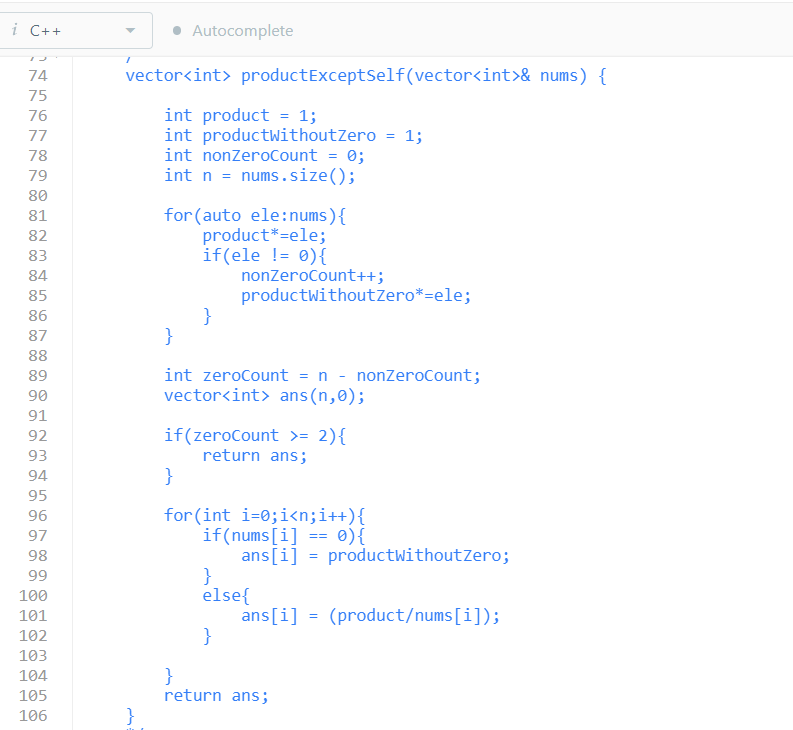 i C++
Autocomplete
74 vector<int> productExceptSelf(vector<int>& nums) {
75
76 int product = 1;
77 int productWithoutZero = 1;
78 int nonZeroCount = 0;
79 int n = nums.size();
80
81 for(auto ele:nums){
82 product*=ele;
83 if(ele != 0){
84 nonZeroCount++;
85 productWithoutZero*=ele;
86 }
87 }
88
89 int zeroCount = n - nonZeroCount;
90 vector<int> ans(n,0);
91
92 if(zeroCount >= 2){
93 return ans;
94 }
95
96 for(int i=0;i<n;i++){
97 if(nums[i] == 0){
98 ans[i] = productWithoutZero;
99 }
100 else{
101 ans[i] = (product/nums[i]);
102 }
103
104 }
105 return ans;
106 }